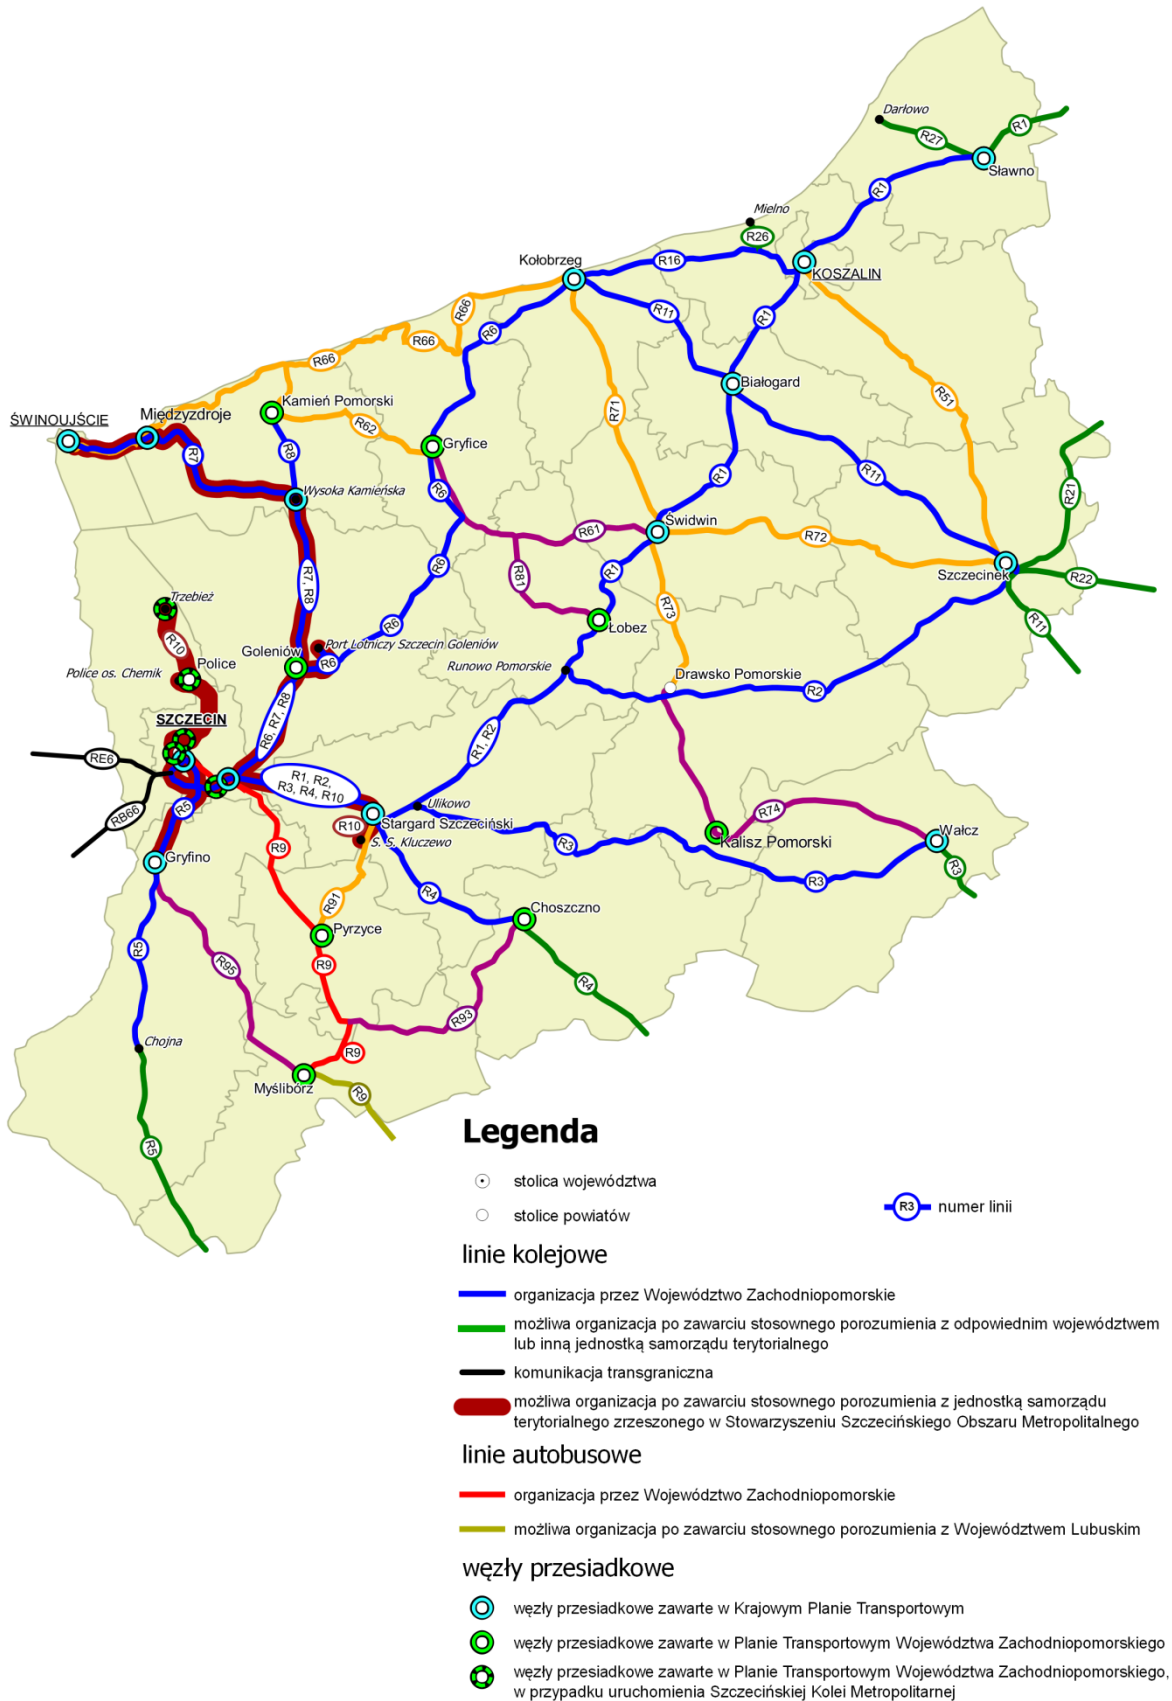 Darłowo
R27
R1
Sławno
R1
Mielno
R26
Kołobrzeg
R16
KOSZALIN
R66
R6
R11
R1
R66
R66
Białogard
R51
Kamień Pomorski
R71
ŚWINOUJŚCIE
Międzyzdroje
R62
R8
Gryfice
R7
R11
R1
R21
Wysoka Kamieńska
R6
Świdwin
R61
R72
R6
R81
R1
Szczecinek
R22
R7, R8
R73
Trzebież
Łobez
R6
R11
R10
Port Lotniczy Szczecin Goleniów
Goleniów
R6
Police
Police os. Chemik
Runowo Pomorskie
Drawsko Pomorskie
R2
SZCZECIN
R6, R7, R8
R1, R2
RE6
R1, R2,
R3, R4, R10
Ulikowo
RB66
R5
R10
Stargard Szczeciński
R74
S. S. Kluczewo
R3
Kalisz Pomorski
Wałcz
R9
Gryfino
R3
R3
R4
R91
Choszczno
Pyrzyce
R5
R95
R9
R4
R93
Chojna
R9
Myślibórz
R9
R5
Legenda
stolica województwa
stolice powiatów
R3
numer linii
linie kolejowe
organizacja przez Województwo Zachodniopomorskie
możliwa organizacja po zawarciu stosownego porozumienia z odpowiednim województwem
lub inną jednostką samorządu terytorialnego
komunikacja transgraniczna
możliwa organizacja po zawarciu stosownego porozumienia z jednostką samorządu
terytorialnego zrzeszonego w Stowarzyszeniu Szczecińskiego Obszaru Metropolitalnego
linie autobusowe
organizacja przez Województwo Zachodniopomorskie
możliwa organizacja po zawarciu stosownego porozumienia z Województwem Lubuskim
węzły przesiadkowe
węzły przesiadkowe zawarte w Krajowym Planie Transportowym
węzły przesiadkowe zawarte w Planie Transportowym Województwa Zachodniopomorskiego
węzły przesiadkowe zawarte w Planie Transportowym Województwa Zachodniopomorskiego,
w przypadku uruchomienia Szczecińskiej Kolei Metropolitarnej